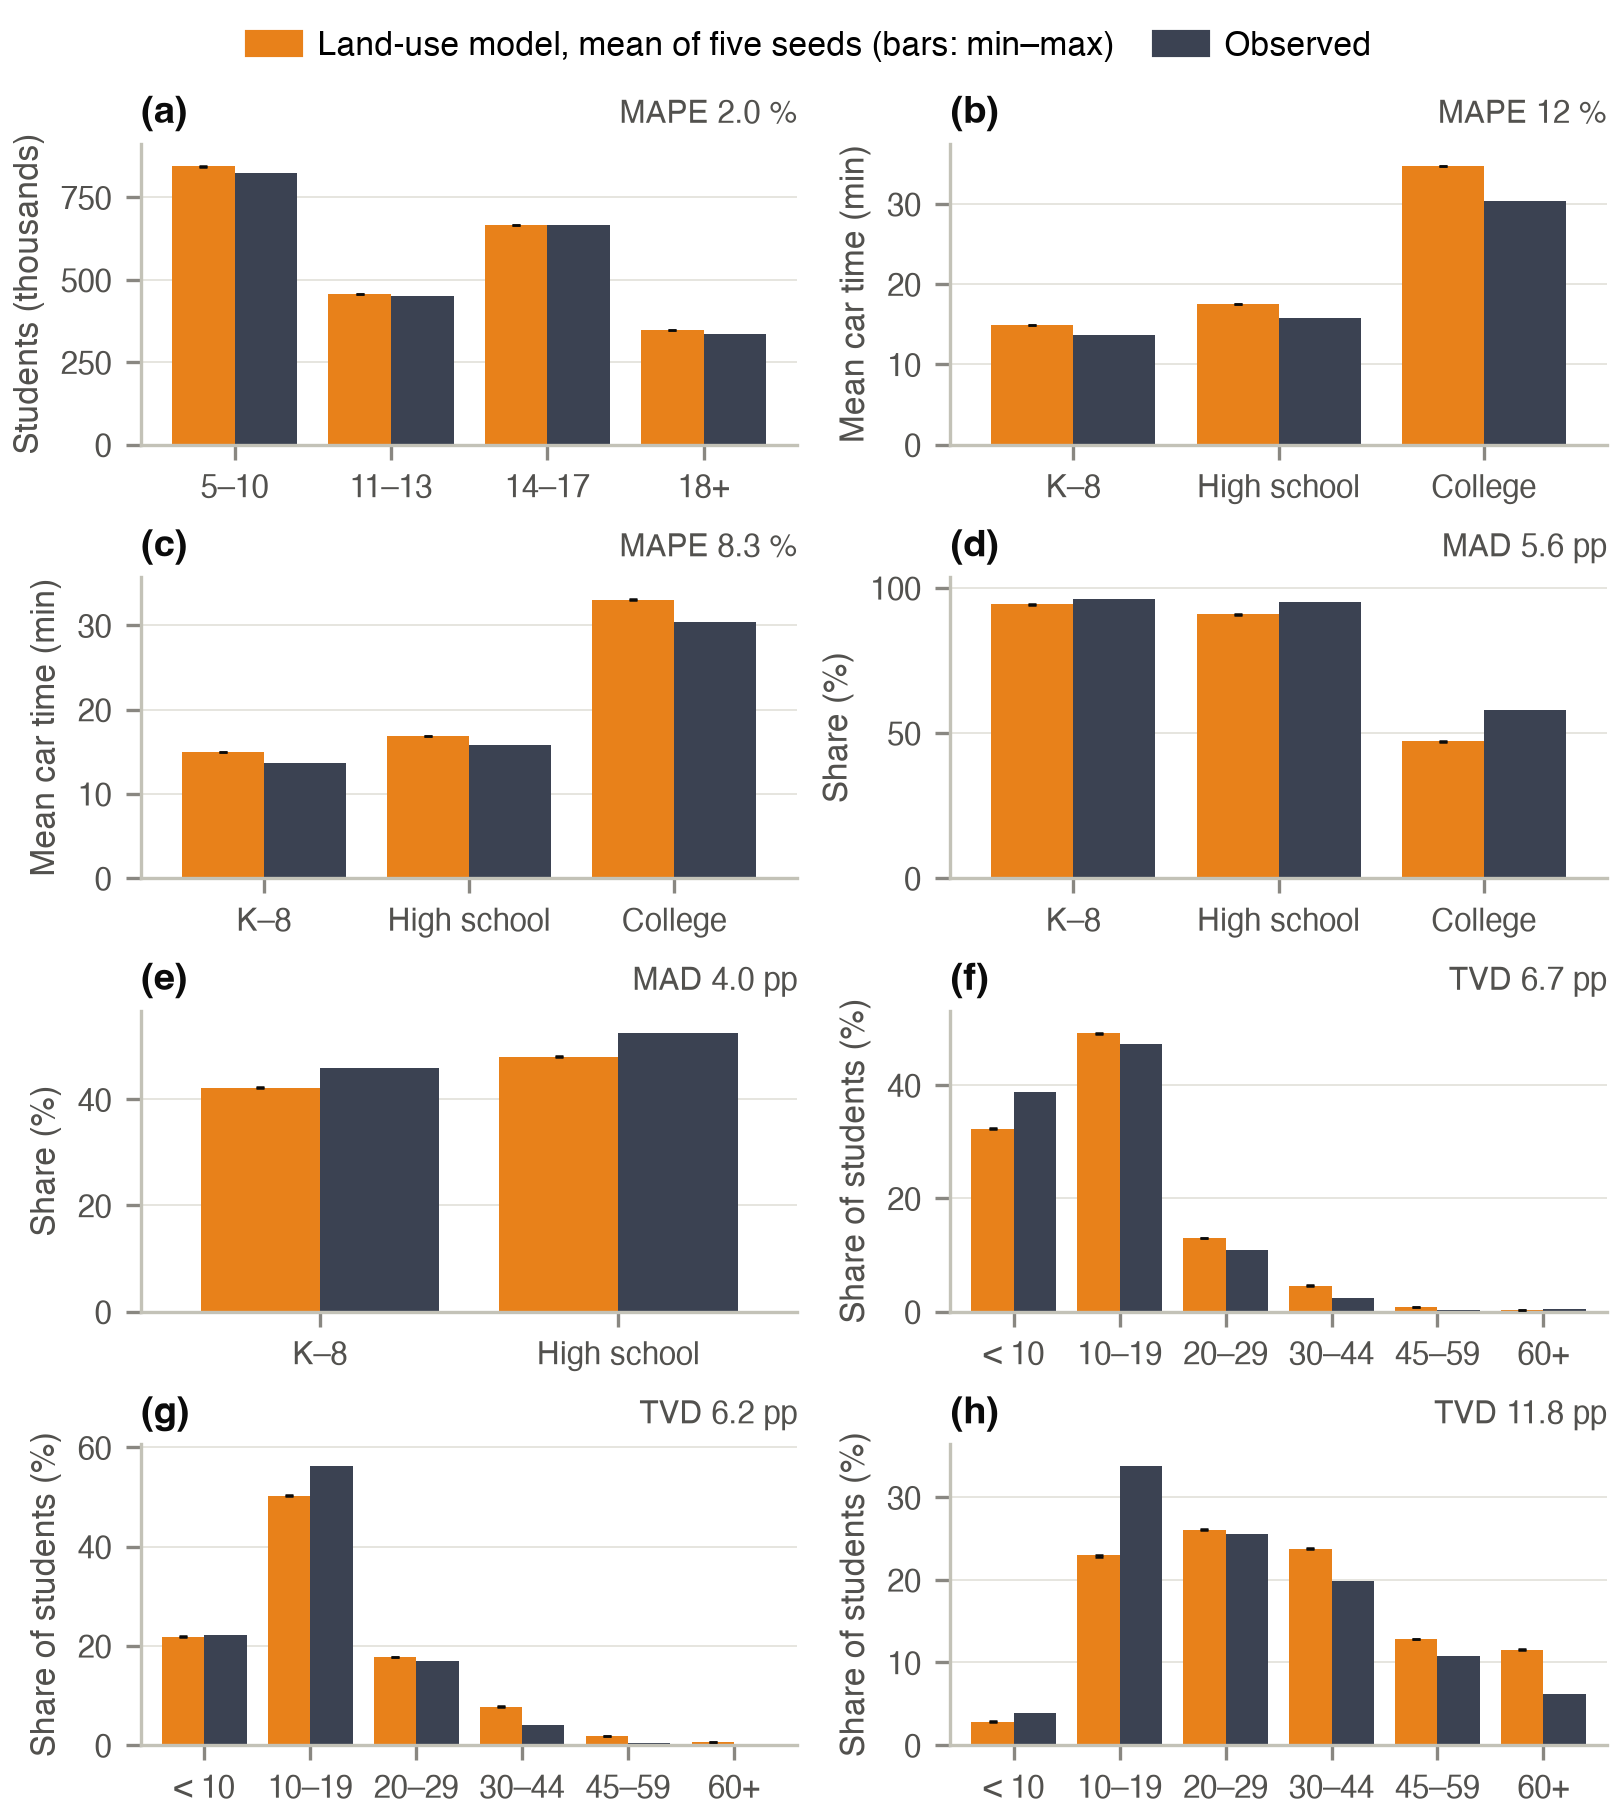 Land-use model, mean of five seeds (bars: min–max)
Observed
(a)
MAPE 2.0 %
Students (thousands)
750
500
250
0
5–10
11–13
14–17
18+
(b)
MAPE 12 %
Mean car time (min)
30
20
10
0
K–8
High school
College
(c)
MAPE 8.3 %
Mean car time (min)
30
20
10
0
K–8
High school
College
(d)
MAD 5.6 pp
Share (%)
100
50
0
K–8
High school
College
(e)
MAD 4.0 pp
Share (%)
40
20
0
K–8
High school
(f)
TVD 6.7 pp
Share of students (%)
40
20
0
< 10
10–19
20–29
30–44
45–59
60+
(g)
TVD 6.2 pp
Share of students (%)
60
40
20
0
< 10
10–19
20–29
30–44
45–59
60+
(h)
TVD 11.8 pp
Share of students (%)
30
20
10
0
< 10
10–19
20–29
30–44
45–59
60+